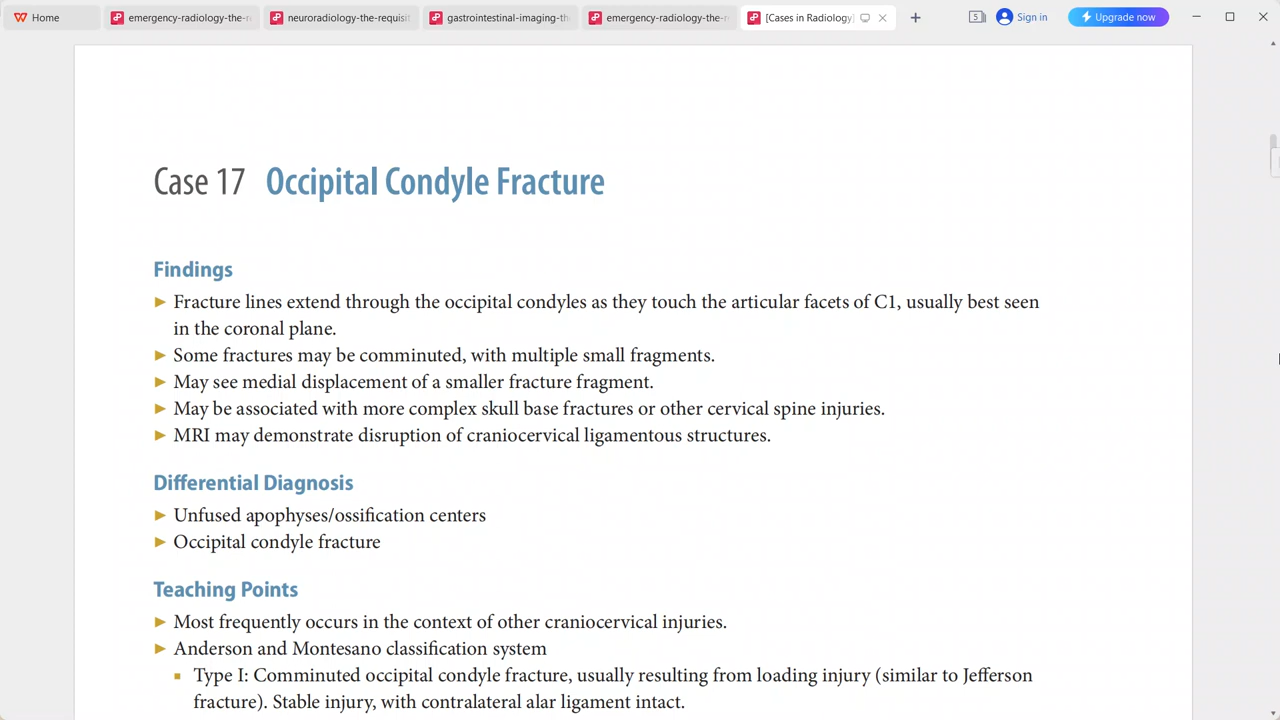 Home
emergency-radiology-the-r
neuroradiology-the-requisit
gastrointestinal-imaging-th
emergency-radiology-the-r
[Cases in Radiology]
5
Sign in
Upgrade now
Case 17 Occipital Condyle Fracture
Findings
► Fracture lines extend through the occipital condyles as they touch the articular facets of C1, usually best seen
in the coronal plane.
► Some fractures may be comminuted, with multiple small fragments.
► May see medial displacement of a smaller fracture fragment.
► May be associated with more complex skull base fractures or other cervical spine injuries.
► MRI may demonstrate disruption of craniocervical ligamentous structures.
Differential Diagnosis
► Unfused apophyses/ossification centers
► Occipital condyle fracture
Teaching Points
► Most frequently occurs in the context of other craniocervical injuries.
► Anderson and Montesano classification system
■ Type I: Comminuted occipital condyle fracture, usually resulting from loading injury (similar to Jefferson
fracture). Stable injury, with contralateral alar ligament intact.